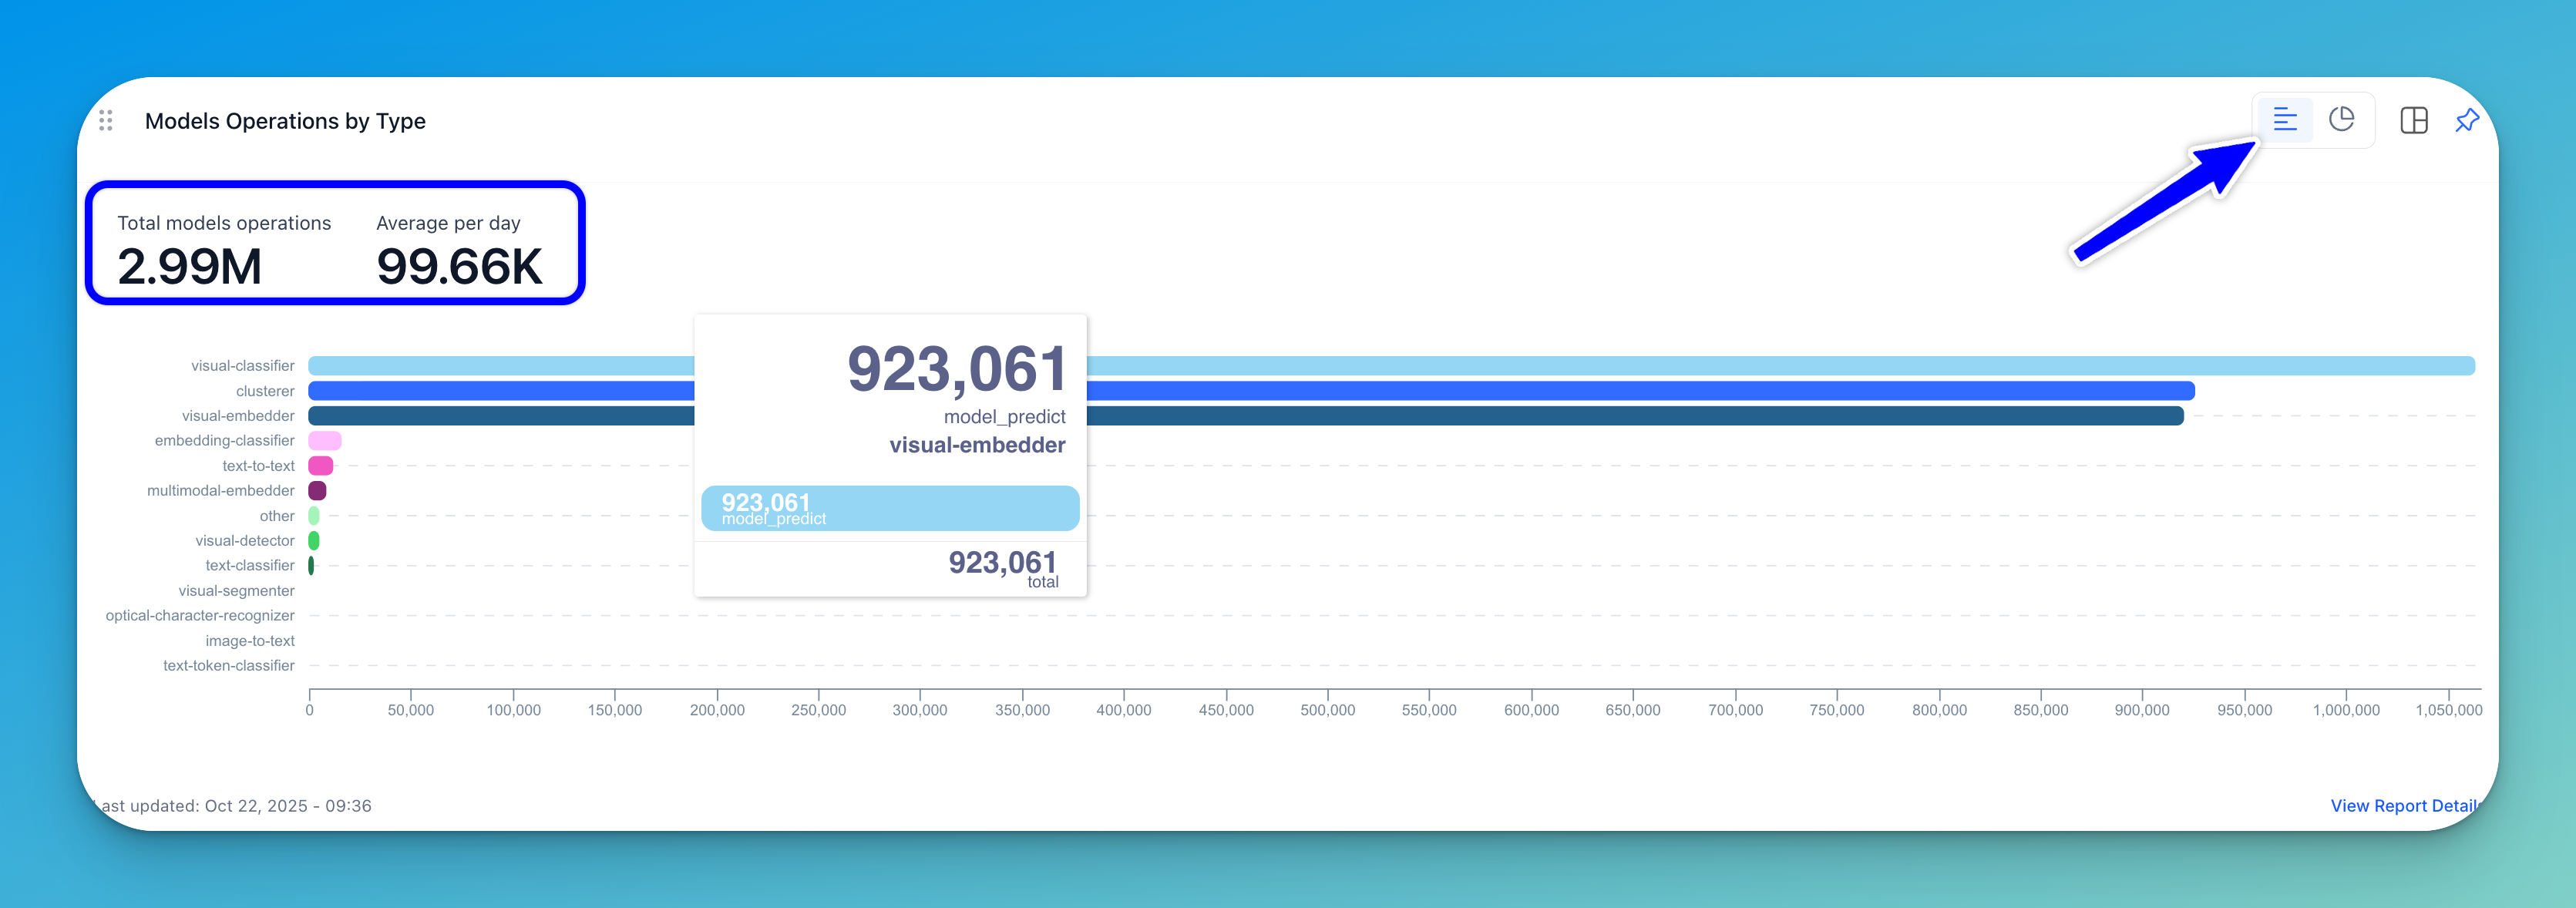 Models Operations by Type
Total models operations
2.99M
Average per day
99.66K
923,061
model_predict
visual-embedder
923,061
model_predict
923,061
total
visual-classifier
clusterer
visual-embedder
embedding-classifier
text-to-text
multimodal-embedder
other
visual-detector
text-classifier
visual-segmenter
optical-character-recognizer
image-to-text
text-token-classifier
0 50,000 100,000 150,000 200,000 250,000 300,000 350,000 400,000 450,000 500,000 550,000 600,000 650,000 700,000 750,000 800,000 850,000 900,000 950,000 1,000,000 1,050,000
Last updated: Oct 22, 2025 - 09:36
View Report Details